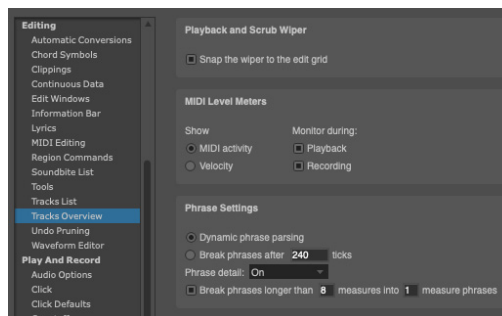 Editing
Automatic Conversions
Chord Symbols
Clippings
Continuous Data
Edit Windows
Information Bar
Lyrics
MIDI Editing
Region Commands
Soundbite List
Tools
Tracks List
Tracks Overview
Undo Pruning
Waveform Editor
Play And Record
Audio Options
Click
Click Defaults
Playback and Scrub Wiper
Snap the wiper to the edit grid
MIDI Level Meters
Show Monitor during:
MIDI activity Playback
Velocity Recording
Phrase Settings
Dynamic phrase parsing
Break phrases after 240 ticks
Phrase detail: On
Break phrases longer than 8 measures into 1 measure phrases